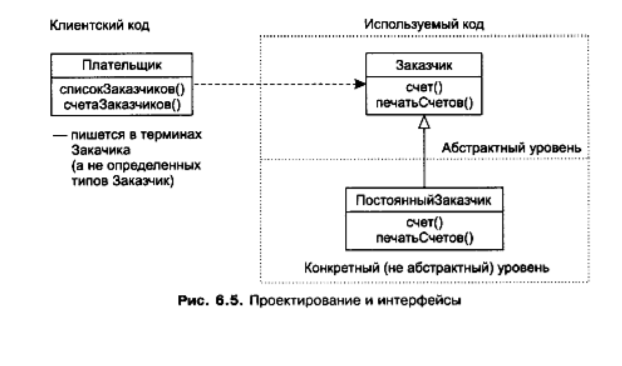 Клиентский код
Используемый код
Плательщик
списокЗаказчиков()
счетаЗаказчиков()
— пишется в терминах
Закачика
(а не определенных
типов Заказчик)
Заказчик
счет()
печатьСчетов()
Абстрактный уровень
ПостоянныйЗаказчик
счет()
печатьСчетов()
Конкретный (не абстрактный) уровень
Рис. 6.5. Проектирование и интерфейсы